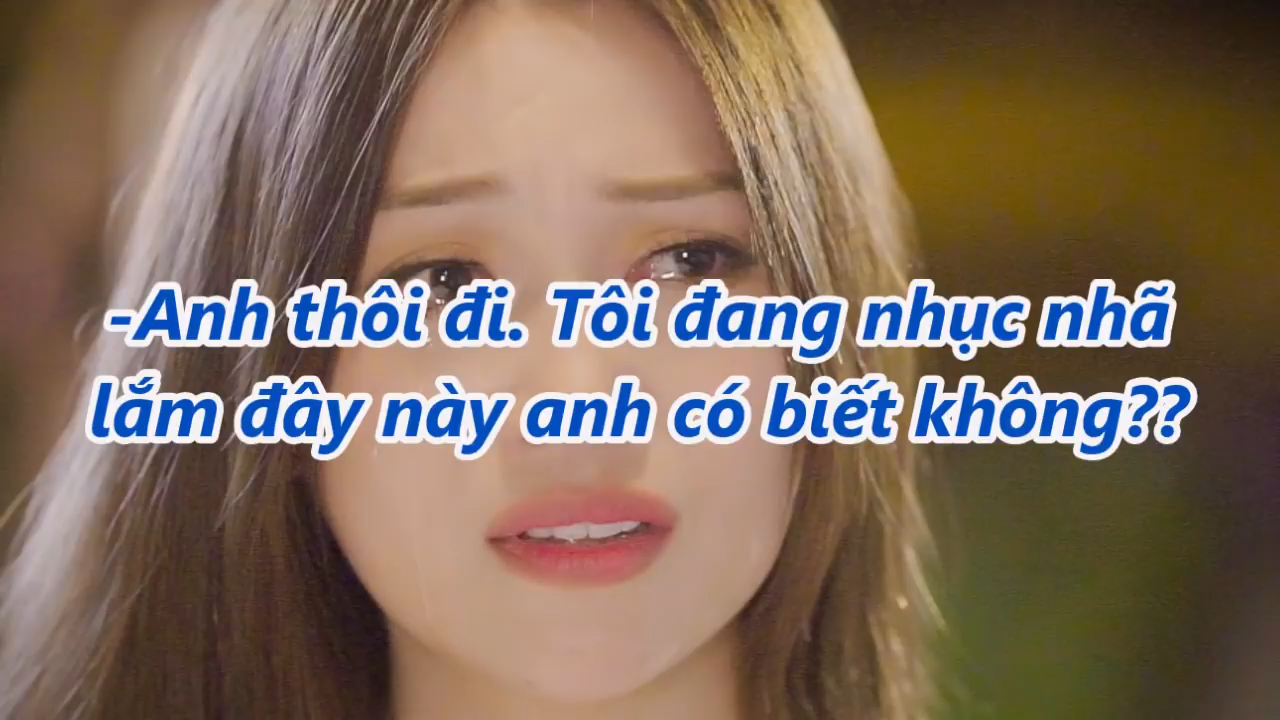 -Anh thôi đi. Tôi đang nhục nhã
lắm đây này anh có biết không??